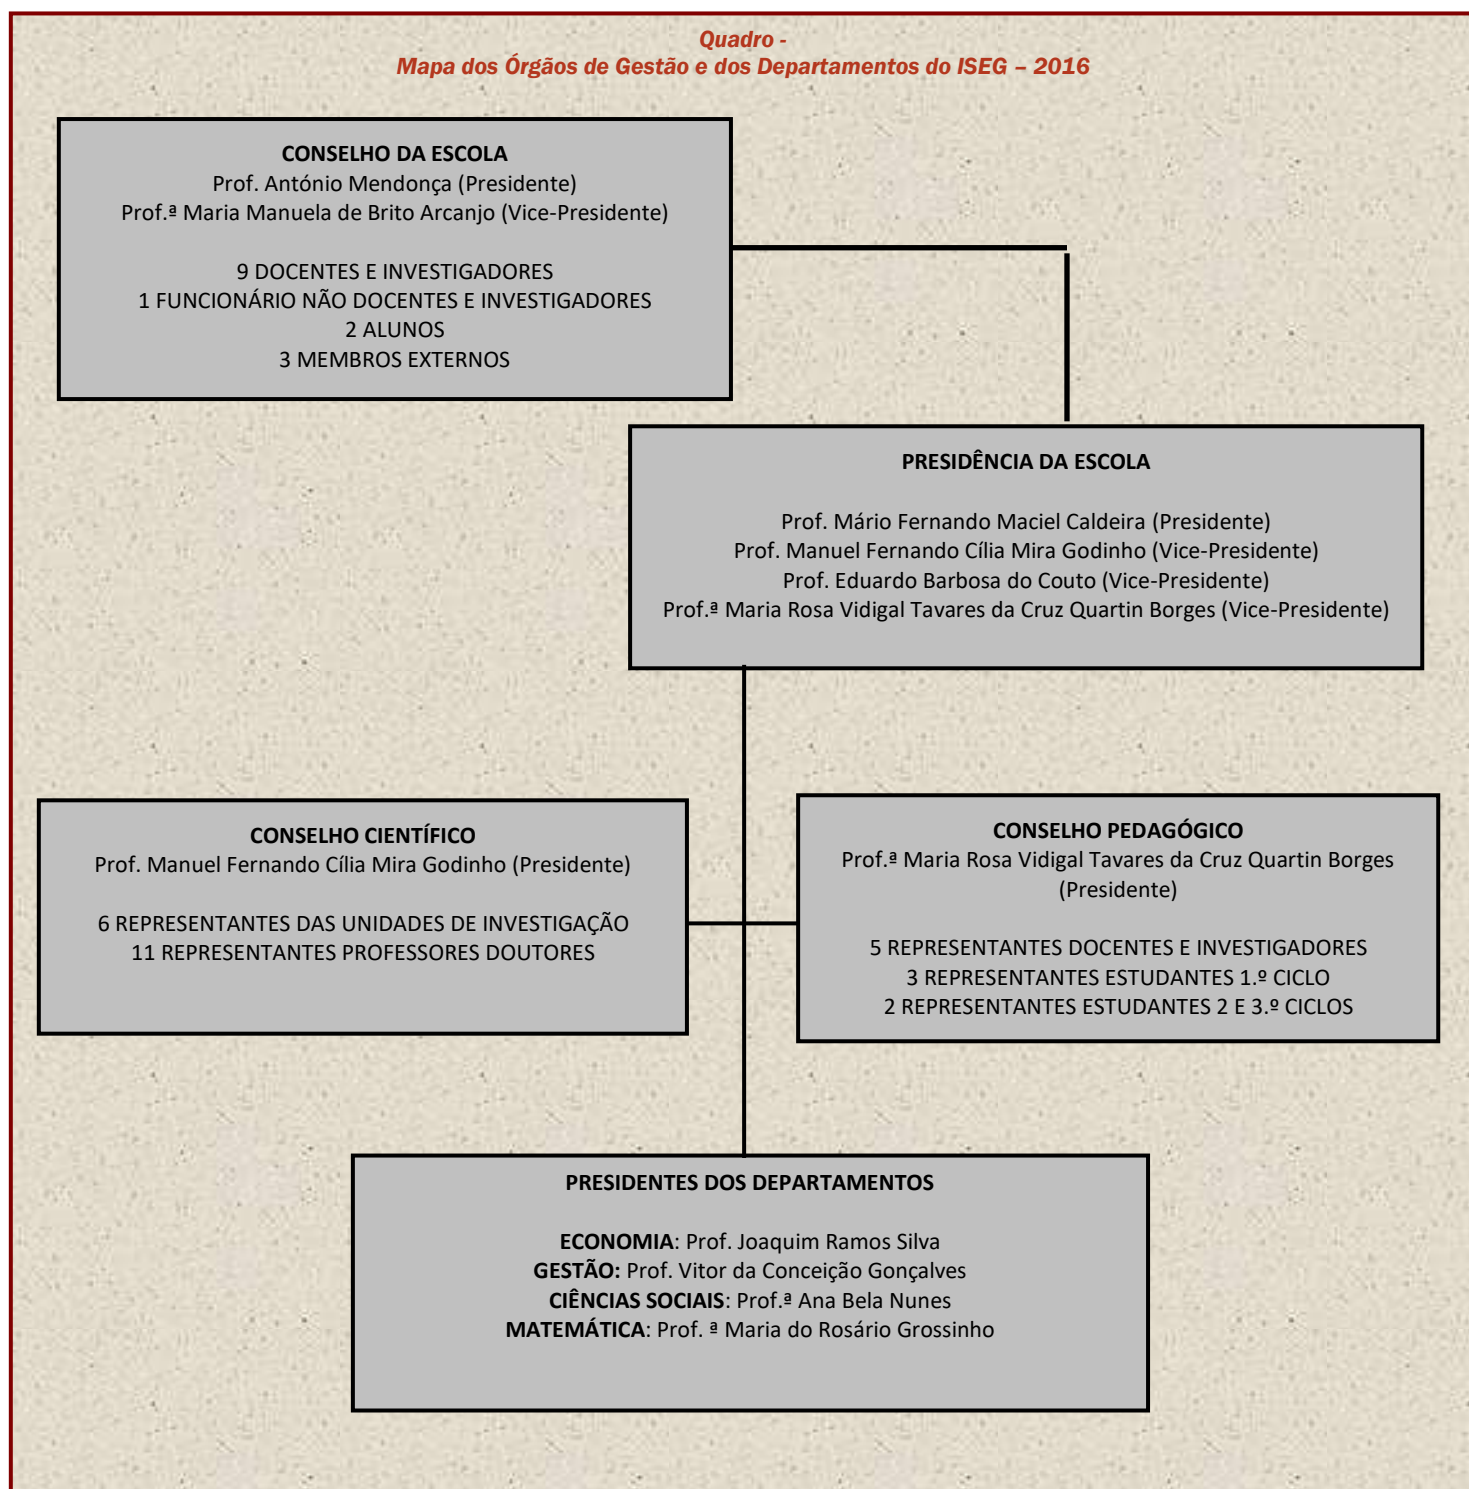 Quadro -
Mapa dos Órgãos de Gestão e dos Departamentos do ISEG – 2016
CONSELHO DA ESCOLA
Prof. António Mendonça (Presidente)
Prof.ª Maria Manuela de Brito Arcanjo (Vice-Presidente)
9 DOCENTES E INVESTIGADORES
1 FUNCIONÁRIO NÃO DOCENTES E INVESTIGADORES
2 ALUNOS
3 MEMBROS EXTERNOS
PRESIDÊNCIA DA ESCOLA
Prof. Mário Fernando Maciel Caldeira (Presidente)
Prof. Manuel Fernando Cília Mira Godinho (Vice-Presidente)
Prof. Eduardo Barbosa do Couto (Vice-Presidente)
Prof.ª Maria Rosa Vidigal Tavares da Cruz Quartin Borges (Vice-Presidente)
CONSELHO CIENTÍFICO
Prof. Manuel Fernando Cília Mira Godinho (Presidente)
6 REPRESENTANTES DAS UNIDADES DE INVESTIGAÇÃO
11 REPRESENTANTES PROFESSORES DOUTORES
CONSELHO PEDAGÓGICO
Prof.ª Maria Rosa Vidigal Tavares da Cruz Quartin Borges
(Presidente)
5 REPRESENTANTES DOCENTES E INVESTIGADORES
3 REPRESENTANTES ESTUDANTES 1.º CICLO
2 REPRESENTANTES ESTUDANTES 2 E 3.º CICLOS
PRESIDENTES DOS DEPARTAMENTOS
ECONOMIA: Prof. Joaquim Ramos Silva
GESTÃO: Prof. Vitor da Conceição Gonçalves
CIÊNCIAS SOCIAIS: Prof.ª Ana Bela Nunes
MATEMÁTICA: Prof. ª Maria do Rosário Grossinho